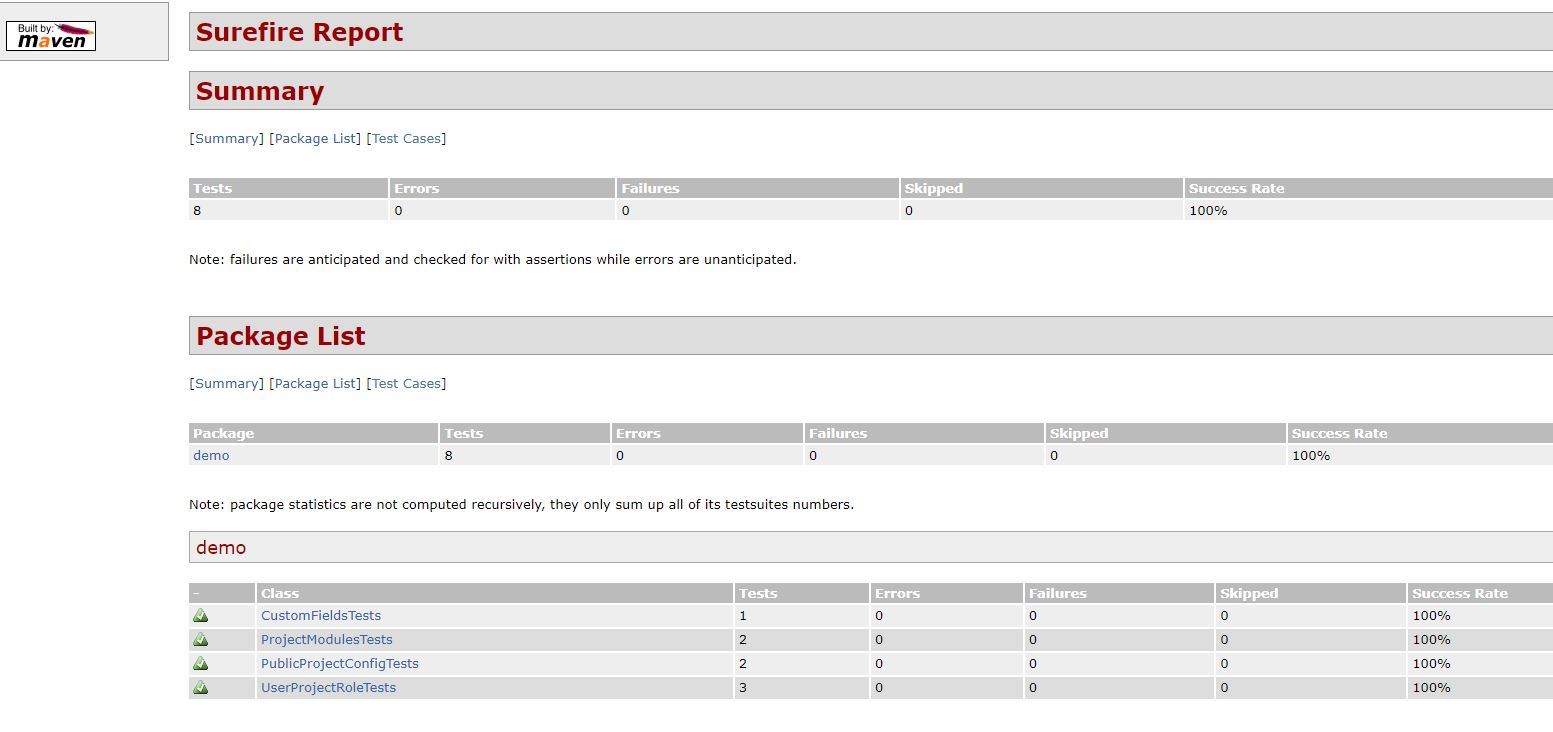 Built by:
maven
Surefire Report
Summary
[Summary] [Package List] [Test Cases]
Tests Errors Failures Skipped Success Rate
8 0 0 0 100%
Note: failures are anticipated and checked for with assertions while errors are unanticipated.
Package List
[Summary] [Package List] [Test Cases]
Package Tests Errors Failures Skipped Success Rate
demo 8 0 0 0 100%
Note: package statistics are not computed recursively, they only sum up all of its testsuites numbers.
demo
- Class Tests Errors Failures Skipped Success Rate
CustomFieldsTests 1 0 0 0 100%
ProjectModulesTests 2 0 0 0 100%
PublicProjectConfigTests 2 0 0 0 100%
UserProjectRoleTests 3 0 0 0 100%